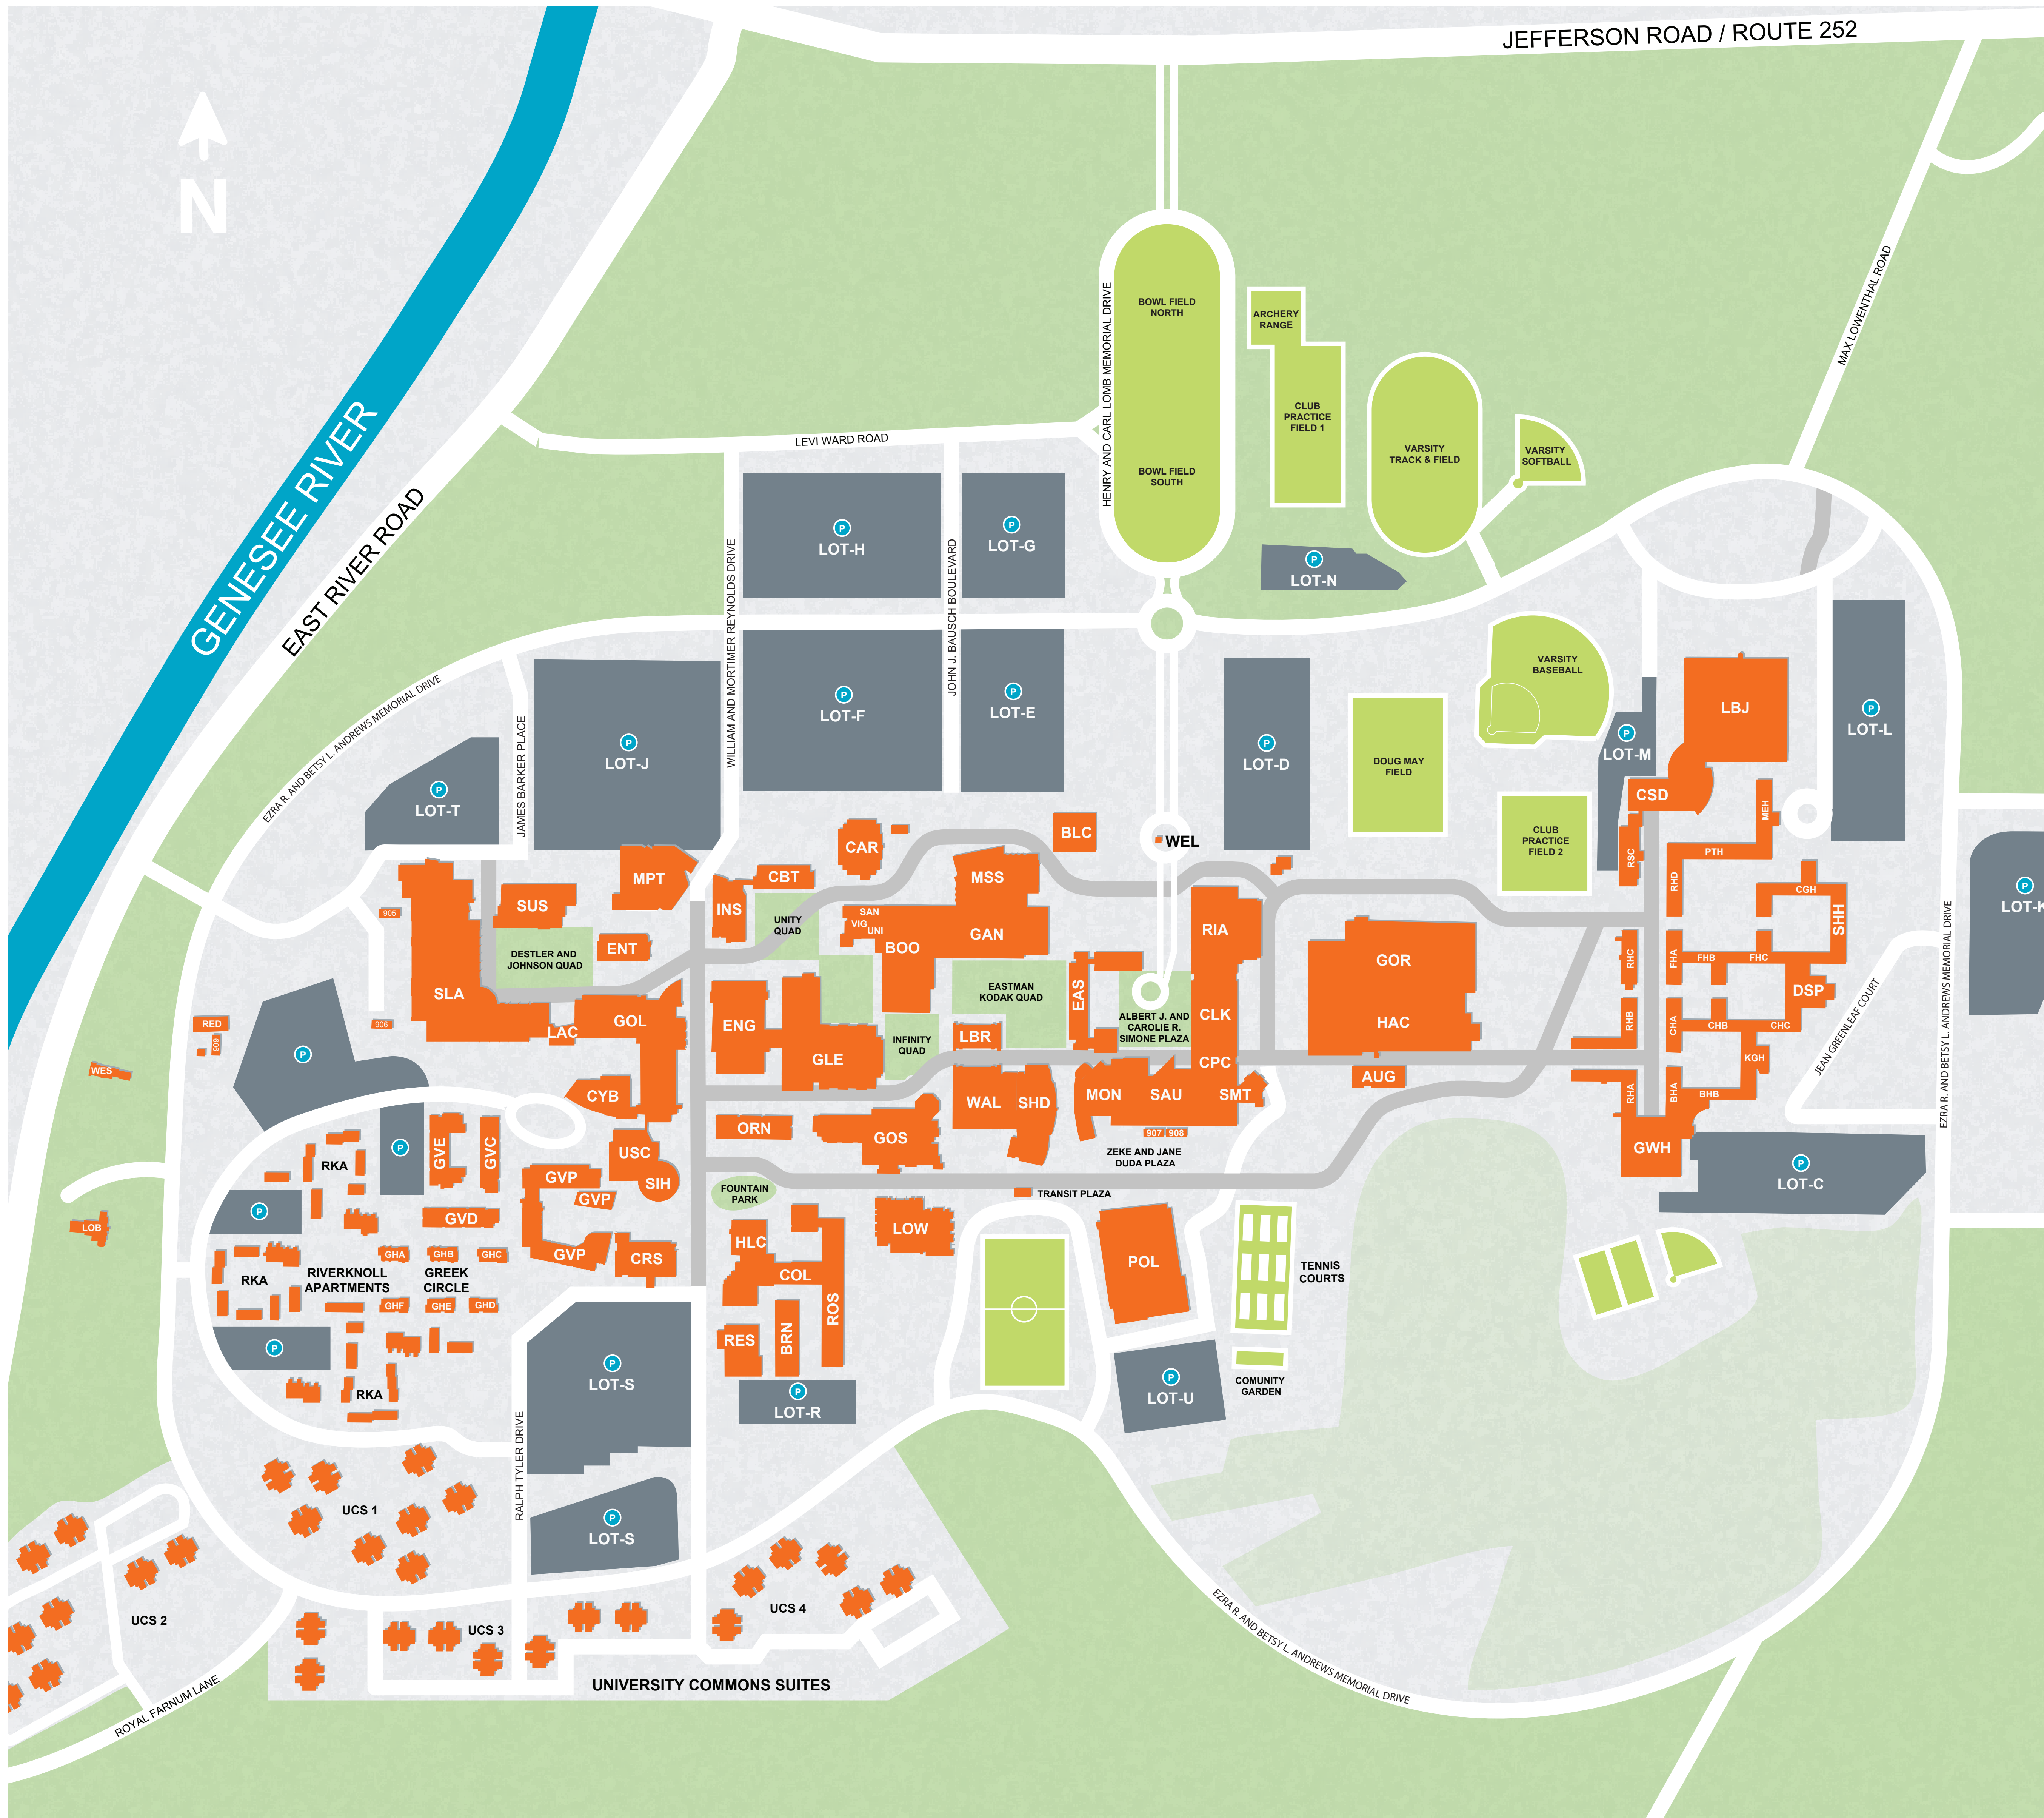 JEFFERSON ROAD / ROUTE 252
N
GENESEE RIVER
EAST RIVER ROAD
MAX LOWENTHAL ROAD
HENRY AND CARL LOMB MEMORIAL DRIVE
BOWL FIELD
NORTH
ARCHERY
RANGE
CLUB
PRACTICE
FIELD 1
VARSITY
TRACK & FIELD
VARSITY
SOFTBALL
BOWL FIELD
SOUTH
LEVI WARD ROAD
P
LOT-H
P
LOT-G
P
LOT-N
WILLIAM AND MORTIMER REYNOLDS DRIVE
JOHN J. BAUSCH BOULEVARD
EZRA R. AND BETSY L. ANDREWS MEMORIAL DRIVE
JAMES BARKER PLACE
P
LOT-T
P
LOT-J
P
LOT-F
P
LOT-E
P
LOT-D
DOUG MAY
FIELD
VARSITY
BASEBALL
P
LOT-M
LBJ
P
LOT-L
CSD
MEH
CLUB
PRACTICE
FIELD 2
RSC
PTH
RHD
CGH
SHH
P
LOT-K
CAR
BLC
WEL
MPT
CBT
MSS
INS
SUS
905
UNITY
QUAD
SAN
VIG
UNI
BOO
GAN
RIA
ENT
DESTLER AND
JOHNSON QUAD
SLA
GOR
HAC
RHC
FHA
FHB
FHC
DSP
EZRA R. AND BETSY L. ANDREWS MEMORIAL DRIVE
JEAN GREENLEAF COURT
EASTMAN
KODAK QUAD
EAS
ALBERT J. AND
CAROLIE R.
SIMONE PLAZA
CLK
RHB
CHA
CHB
CHC
KGH
RED
909
906
WES
P
LAC
GOL
ENG
GLE
INFINITY
QUAD
LBR
CPC
AUG
CYB
WAL
SHD
MON
SAU
SMT
RHA
BHA
BHB
GWH
ORN
GOS
907
908
ZEKE AND JANE
DUDA PLAZA
P
LOT-C
P
GVE
GVC
RKA
USC
SIH
GVP
GVP
GVP
FOUNTAIN
PARK
TRANSIT PLAZA
P
GVD
LOB
LOW
HLC
CRS
POL
GHA
GHB
GHC
RKA
RIVERKNOLL
APARTMENTS
GREEK
CIRCLE
GHF
GHE
GHD
COL
ROS
TENNIS
COURTS
P
RES
BRN
P
LOT-S
P
LOT-R
P
LOT-U
COMUNITY
GARDEN
RKA
RALPH TYLER DRIVE
UCS 1
P
LOT-S
UCS 2
UCS 3
UCS 4
UNIVERSITY COMMONS SUITES
ROYAL FARNUM LANE
EZRA R. AND BETSY L. ANDREWS MEMORIAL DRIVE